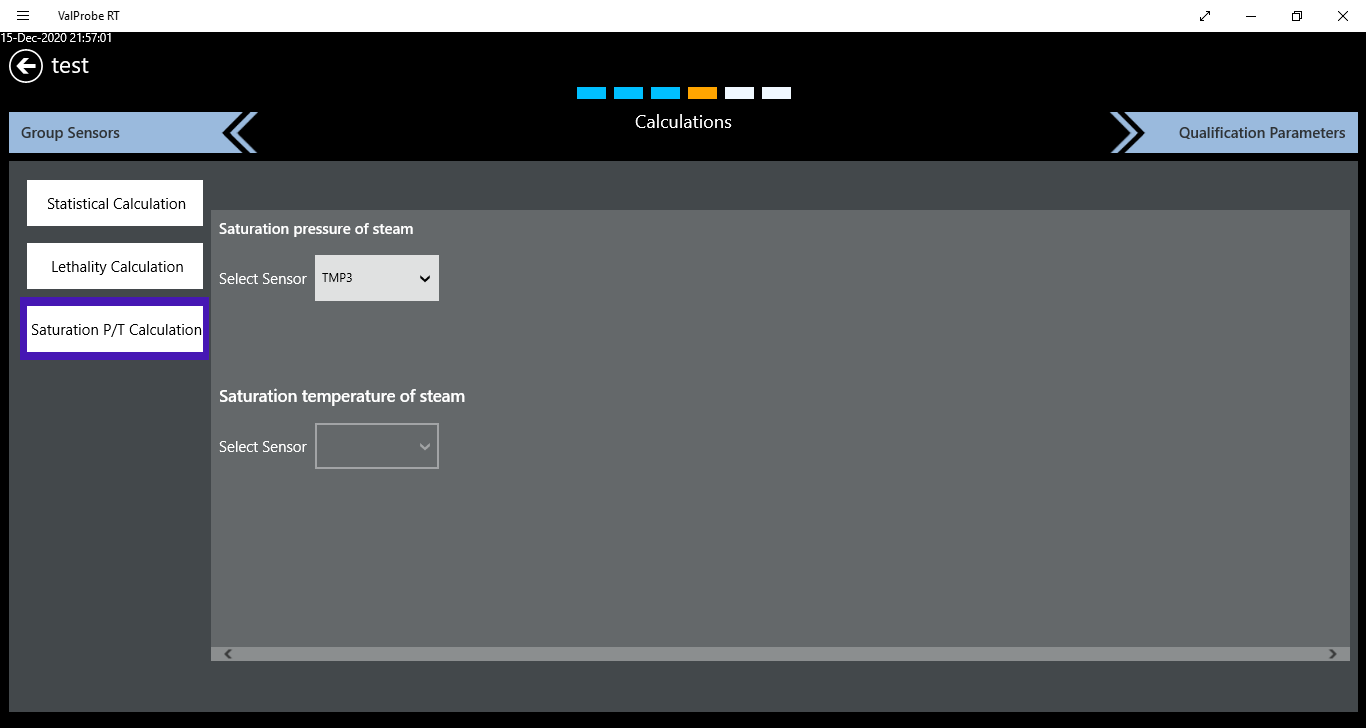 ValProbe RT
15-Dec-2020 21:57:01
test
Group Sensors
Calculations
Qualification Parameters
Statistical Calculation
Lethality Calculation
Saturation P/T Calculation
Saturation pressure of steam
Select Sensor TMP3
Saturation temperature of steam
Select Sensor